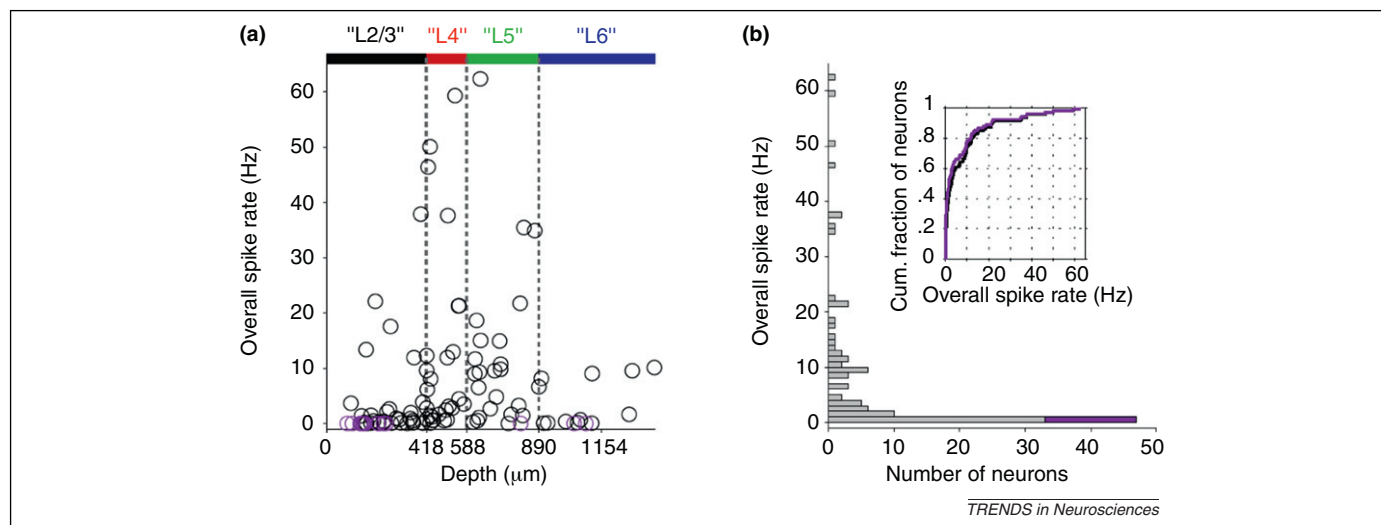 (a)
"L2/3" "L4" "L5" "L6"
Overall spike rate (Hz)
60
50
40
30
20
10
0
0 418 588 890 1154
Depth (μm)
(b)
Overall spike rate (Hz)
60
50
40
30
20
10
0
0 10 20 30 40 50
Number of neurons
Cum. fraction of neurons
1
.8
.6
.4
.2
0
0 20 40 60
Overall spike rate (Hz)
TRENDS in Neurosciences